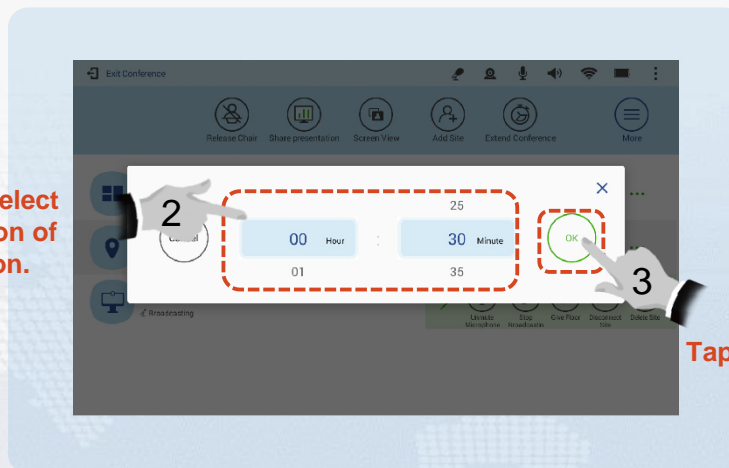 Exit Conference
Release Chair
Share presentation
Screen View
Add Site
Extend Conference
More
elect
on of
on.
2
25
00 Hour : 30 Minute
01
35
OK
3
Broadcasting
Unmute Microphone
Stop
Give Floor
Disconnect Site
Delete Site
Tap